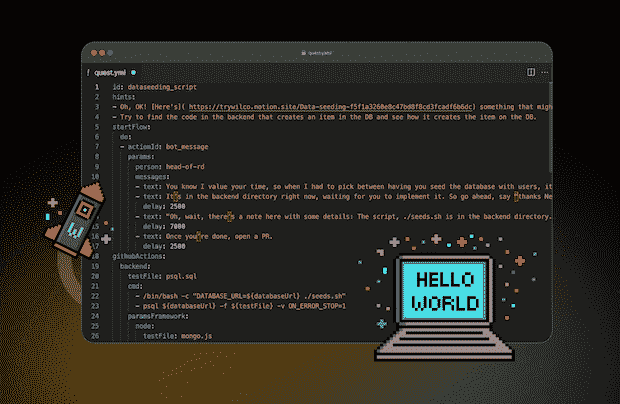 quest.yml
quest.yml
1 id: dataseeding_script
2 hints:
3 - Oh, OK! [Here's]( https://trywilco.notion.site/Data-seeding-f5f1a3260e8c47bd8f8cd3fcadf6b6dc) something that migh
4 - Try to find the code in the backend that creates an item in the DB and see how it creates the item on the DB.
5 startFlow:
6 do:
7 - actionId: bot_message
8 params:
9 person: head-of-rd
10 messages:
11 - text: You know I value your time, so when I had to pick between having you seed the database with users, it
12 - text: It's in the backend directory right now, waiting for you to implement it. So go ahead, say "thanks Ne
delay: 2500
- text: "Oh, wait, there's a note here with some details: The script, ./seeds.sh is in the backend directory.
delay: 7000
16 - text: Once you're done, open a PR.
17 delay: 2500
18 githubActions:
19 backend:
20 testFile: psql.sql
21 cmd:
22 - /bin/bash -c "DATABASE_URL=${databaseUrl} ./seeds.sh"
23 - psql ${databaseUrl} -f ${testFile} -v ON_ERROR_STOP=1
24 paramsFramework:
25 node:
26 testFile: mongo.js
W
HELLO
WORLD